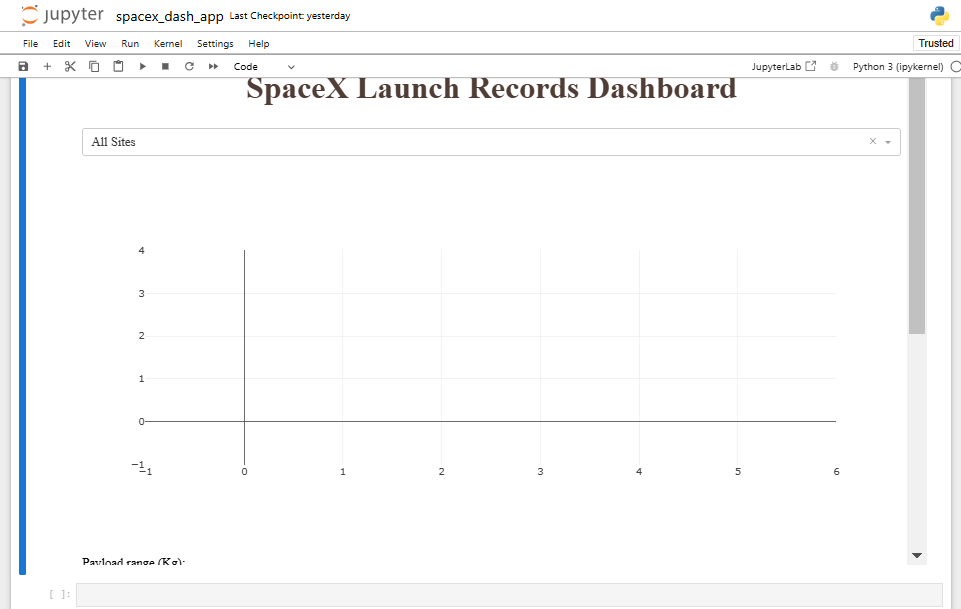 jupyter spacex_dash_app Last Checkpoint: yesterday
File Edit View Run Kernel Settings Help Trusted
Code JupyterLab Python 3 (ipykernel)
SpaceX Launch Records Dashboard
All Sites
4
3
2
1
0
−1
−1 0 1 2 3 4 5 6
Payload range (Kg):
[ ]: